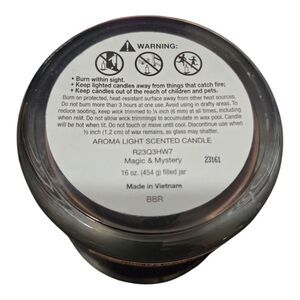 WARNING:
• Burn within sight.
• Keep lighted candles away from things that catch fire;
• Keep candles out of the reach of children and pets.
Burn on protected, heat-resistant surface away from other heat sources.
Do not burn more than 3 hours at one use. Avoid using in drafty areas. To
reduce sooting, keep wick trimmed to ¼ inch (6 mm) at all times, including
when relit. Do not allow wick trimmings to accumulate in wax pool. Candle
will be hot when lit. Do not touch or move until cool. Discontinue use when
½ inch (1.2 cm) of wax remains, as glass may shatter.
AROMA LIGHT SCENTED CANDLE
R23Q3HW7
Magic & Mystery
23161
16 oz. (454 g) filled jar
Made in Vietnam
BBR